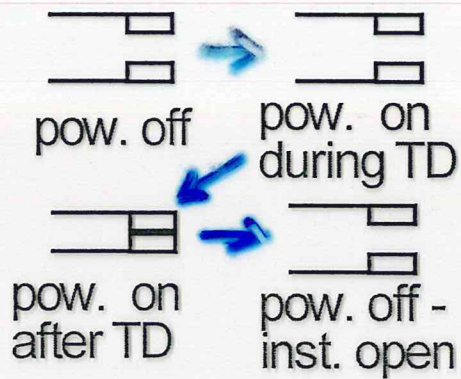 pow. off
pow. on
during TD
pow. on
after TD
pow. off -
inst. open